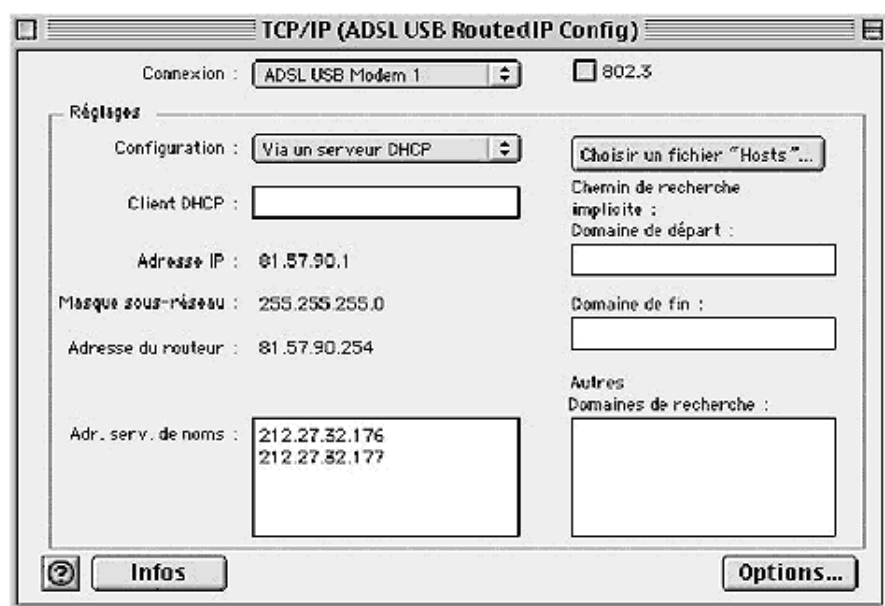 TCP/IP (ADSL USB RoutedIP Config)
Connexion : ADSL USB Modem 1
802.3
Réglages
Configuration : Via un serveur DHCP
Choisir un fichier "Hosts"...
Client DHCP :
Chemin de recherche
implicite :
Domaine de départ :
Adresse IP : 81.57.90.1
Masque sous-réseau : 255.255.255.0
Domaine de fin :
Adresse du routeur : 81.57.90.254
Autres
Domaines de recherche :
Adr. serv. de noms : 212.27.32.176
212.27.32.177
?
Infos
Options...